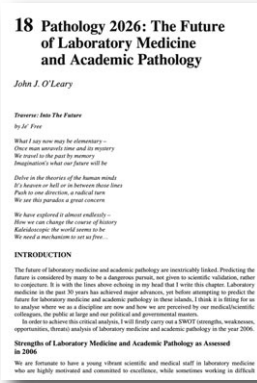 18 Pathology 2026: The Future
of Laboratory Medicine
and Academic Pathology
John J. O'Leary
Traverse: Into The Future
by Ja' Free
What I say now may be elementary –
Once man unravels time and its mystery
We travel to the past by memory
Imagination's what our future will be
Delve in the theories of the human minds
It's heaven or hell or in between those lines
Push to one direction, a radical turn
We see this paradox a great concern
We have explored it almost endlessly –
How we can change the course of history
Kaleidoscopic the world seems to be
We need a mechanism to set us free…
INTRODUCTION
The future of laboratory medicine and academic pathology are inextricably linked. Predicting the
future is considered by many to be a dangerous pursuit, not given to scientific validation, rather
to conjecture. It is with the lines above echoing in my head that I write this chapter. Laboratory
medicine in the past 30 years has achieved major advances, yet before attempting to predict the
future for laboratory medicine and academic pathology in these islands, I think it is fitting for us
to analyse where we as a discipline are now and how we are perceived by our medical/scientific
colleagues, the public at large and our political and governmental masters.
In order to achieve this critical analysis, I will firstly carry out a SWOT (strengths, weaknesses,
opportunities, threats) analysis of laboratory medicine and academic pathology in the year 2006.
Strengths of Laboratory Medicine and Academic Pathology as Assessed
in 2006
We are fortunate to have a young vibrant scientific and medical staff in laboratory medicine
who are highly motivated and committed to excellence, while sometimes working in difficult